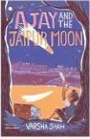 AJAY
AND THE
JAIPUR MOON
VARSHA SHAH